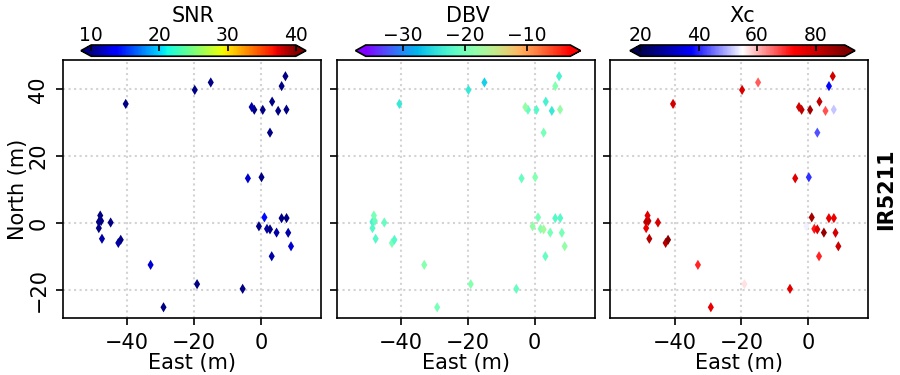 SNR DBV Xc
10 20 30 40 −30 −20 −10 20 40 60 80
40
20
0
−20
North (m)
−40 −20 0 −40 −20 0 −40 −20 0
East (m) East (m) East (m)
IR5211